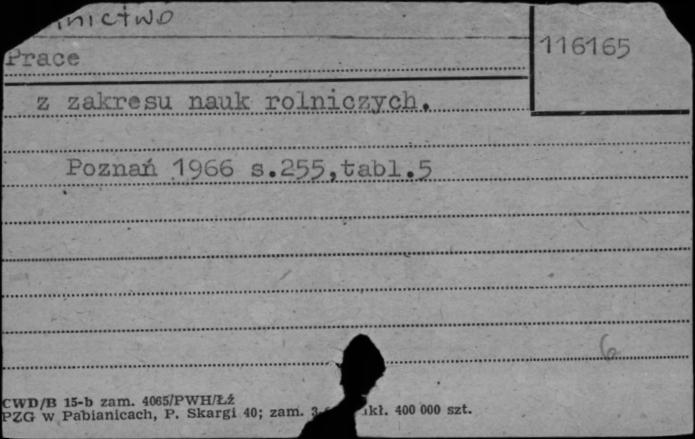 116165
Prace
z zakresu nauk rolniczych.
Poznań 1966 s.255,tabl.5
6
CWD/B 15-b zam. 4065/PWH/Łź
PZG w Pabianicach, P. Skargi 40; zam. 400 000 szt.